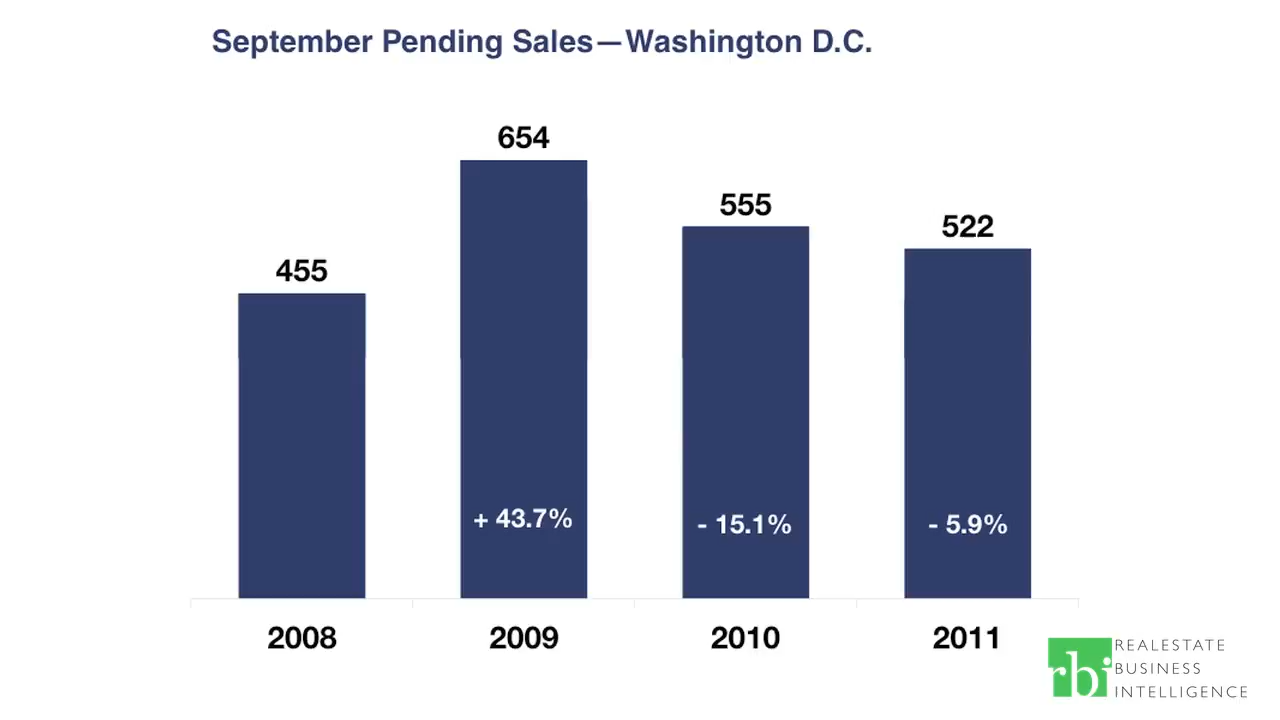 September Pending Sales—Washington D.C.
654
555
522
455
+ 43.7%
- 15.1%
- 5.9%
2008
2009
2010
2011
rbi
REALESTATE
BUSINESS
INTELLIGENCE